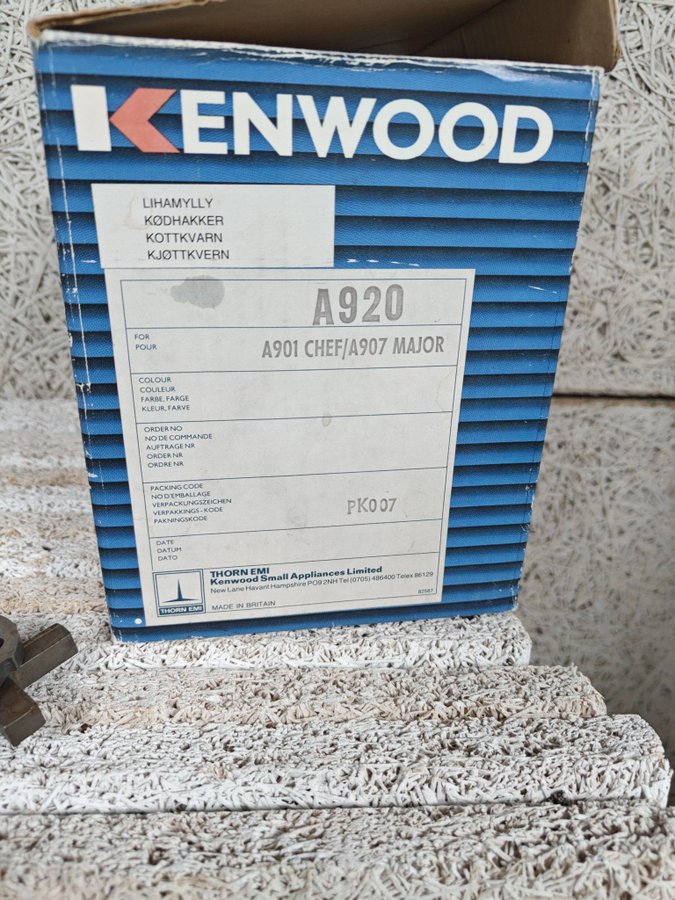 KENWOOD
LIHAMYLLY
KØDHAKKER
KOTTKVARN
KJØTTKVERN
A920
FOR
POUR
A901 CHEF/A907 MAJOR
COLOUR
COULEUR
FARBE, FARGE
KLEUR, FARVE
ORDER NO
NO DE COMMANDE
AUFTRAGE NR
ORDER NR
ORDRE NR
PACKING CODE
NO D'EMBALLAGE
VERPACKUNGSZEICHEN
VERPAKKINGS - KODE
PAKNINGSKODE
PK007
DATE
DATUM
DATO
THORN EMI
THORN EMI
Kenwood Small Appliances Limited
New Lane Havant Hampshire PO9 2NH Tel (0705) 486400 Telex 86129
MADE IN BRITAIN
82587